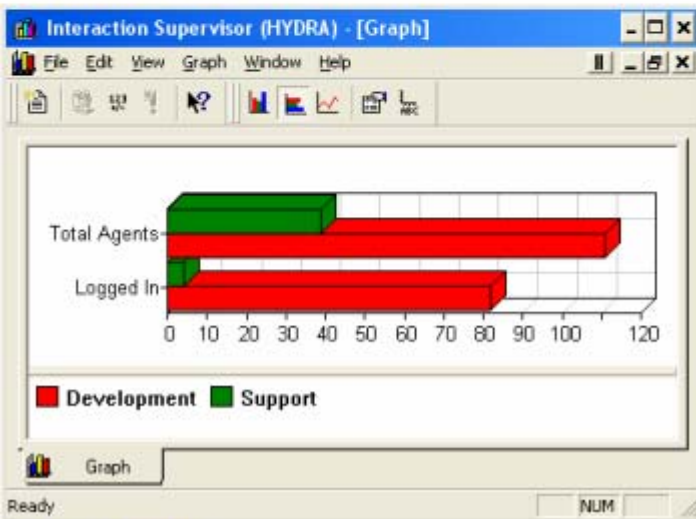 Interaction Supervisor (HYDRA) - [Graph]
File Edit View Graph Window Help
Total Agents
Logged In
0 10 20 30 40 50 60 70 80 90 100 120
Development Support
Graph
Ready NUM